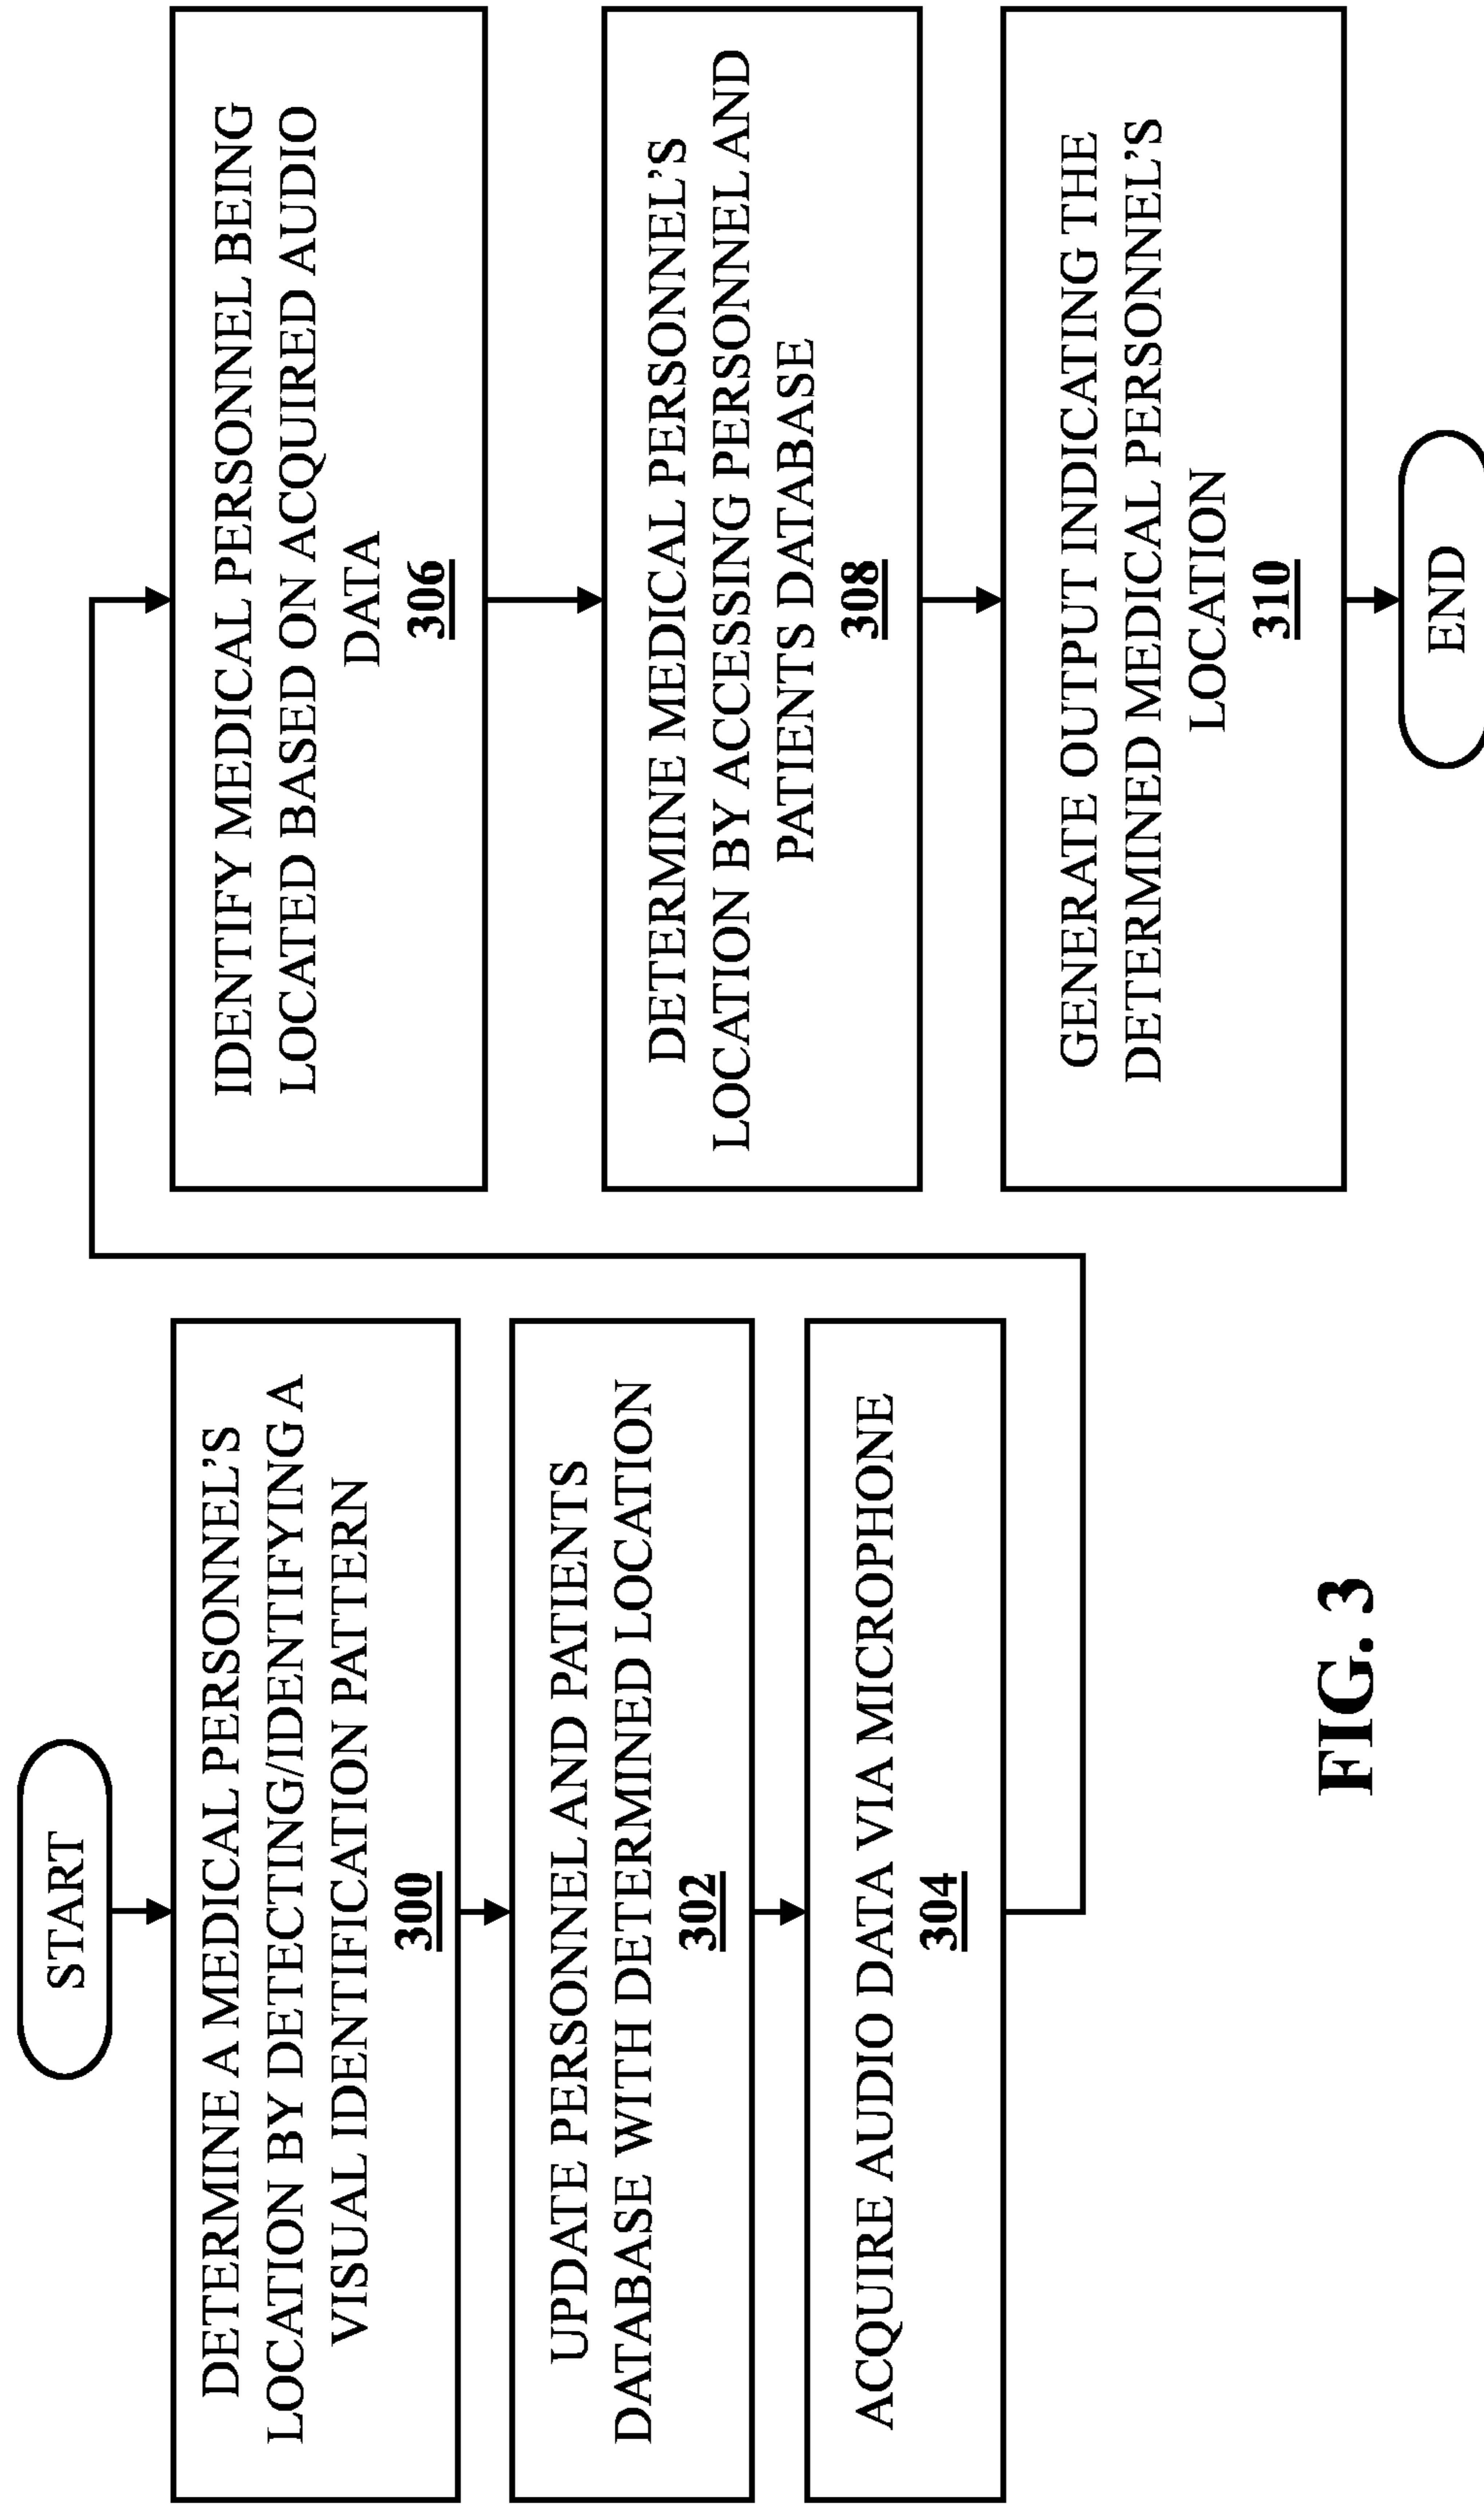 START
DETERMINE A MEDICAL PERSONNEL'S
LOCATION BY DETECTING/IDENTIFYING A
VISUAL IDENTIFICATION PATTERN
300
UPDATE PERSONNEL AND PATIENTS
DATABASE WITH DETERMINED LOCATION
302
ACQUIRE AUDIO DATA VIA MICROPHONE
304
IDENTIFY MEDICAL PERSONNEL BEING
LOCATED BASED ON ACQUIRED AUDIO
DATA
306
DETERMINE MEDICAL PERSONNEL'S
LOCATION BY ACCESSING PERSONNEL AND
PATIENTS DATABASE
308
GENERATE OUTPUT INDICATING THE
DETERMINED MEDICAL PERSONNEL'S
LOCATION
310
END
FIG. 3